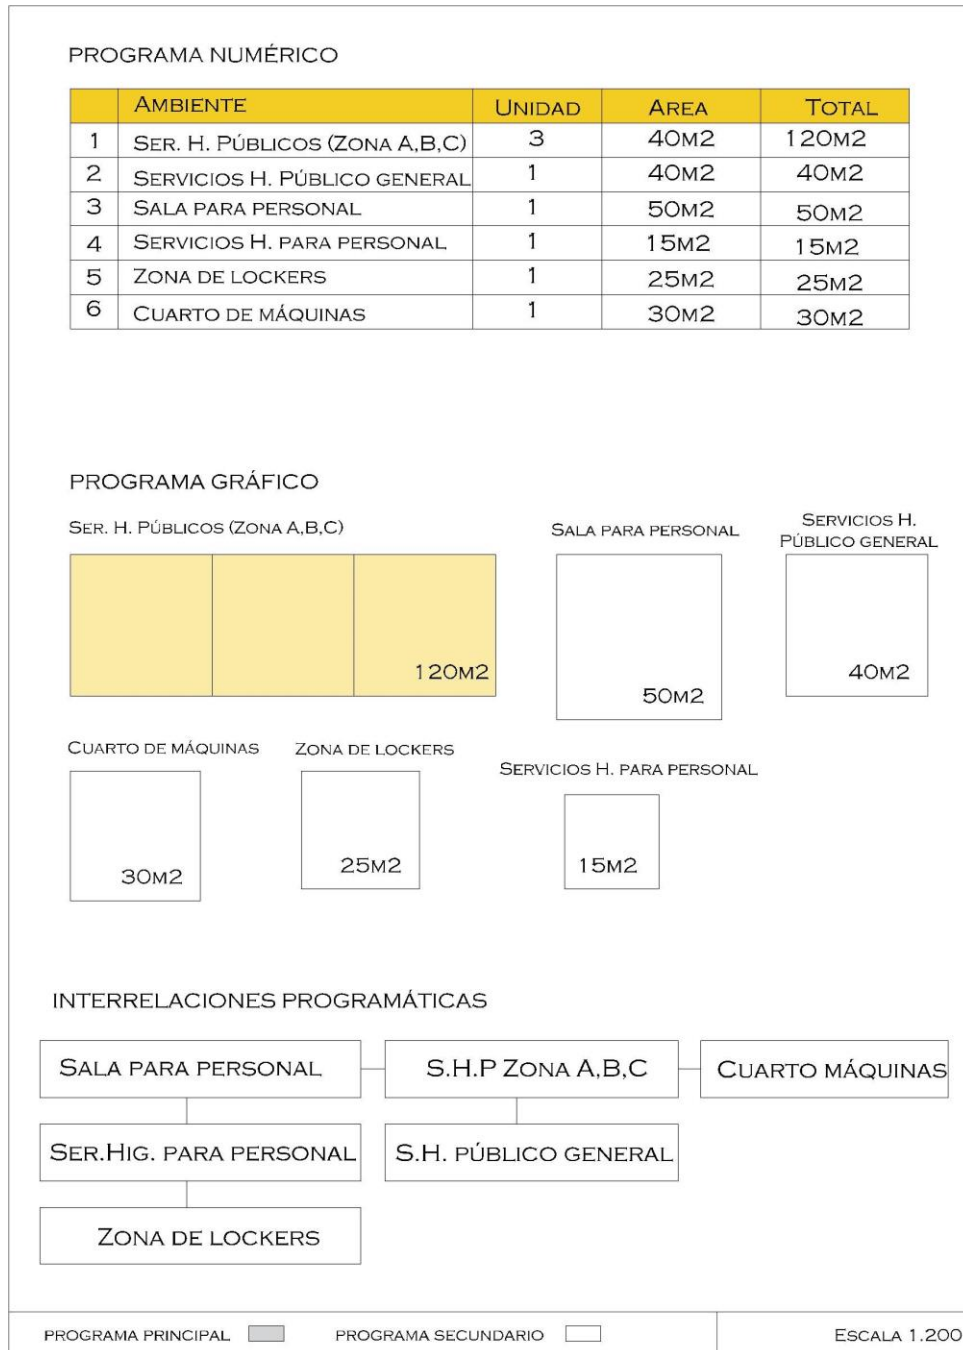 PROGRAMA NUMÉRICO
AMBIENTE UNIDAD AREA TOTAL
1 SER. H. PÚBLICOS (ZONA A,B,C) 3 40M2 120M2
2 SERVICIOS H. PÚBLICO GENERAL 1 40M2 40M2
3 SALA PARA PERSONAL 1 50M2 50M2
4 SERVICIOS H. PARA PERSONAL 1 15M2 15M2
5 ZONA DE LOCKERS 1 25M2 25M2
6 CUARTO DE MÁQUINAS 1 30M2 30M2
PROGRAMA GRÁFICO
SER. H. PÚBLICOS (ZONA A,B,C)
120M2
SALA PARA PERSONAL
50M2
SERVICIOS H.
PÚBLICO GENERAL
40M2
CUARTO DE MÁQUINAS
30M2
ZONA DE LOCKERS
25M2
SERVICIOS H. PARA PERSONAL
15M2
INTERRELACIONES PROGRAMÁTICAS
SALA PARA PERSONAL
S.H.P ZONA A,B,C
CUARTO MÁQUINAS
SER.HIG. PARA PERSONAL
S.H. PÚBLICO GENERAL
ZONA DE LOCKERS
PROGRAMA PRINCIPAL
PROGRAMA SECUNDARIO
ESCALA 1.200